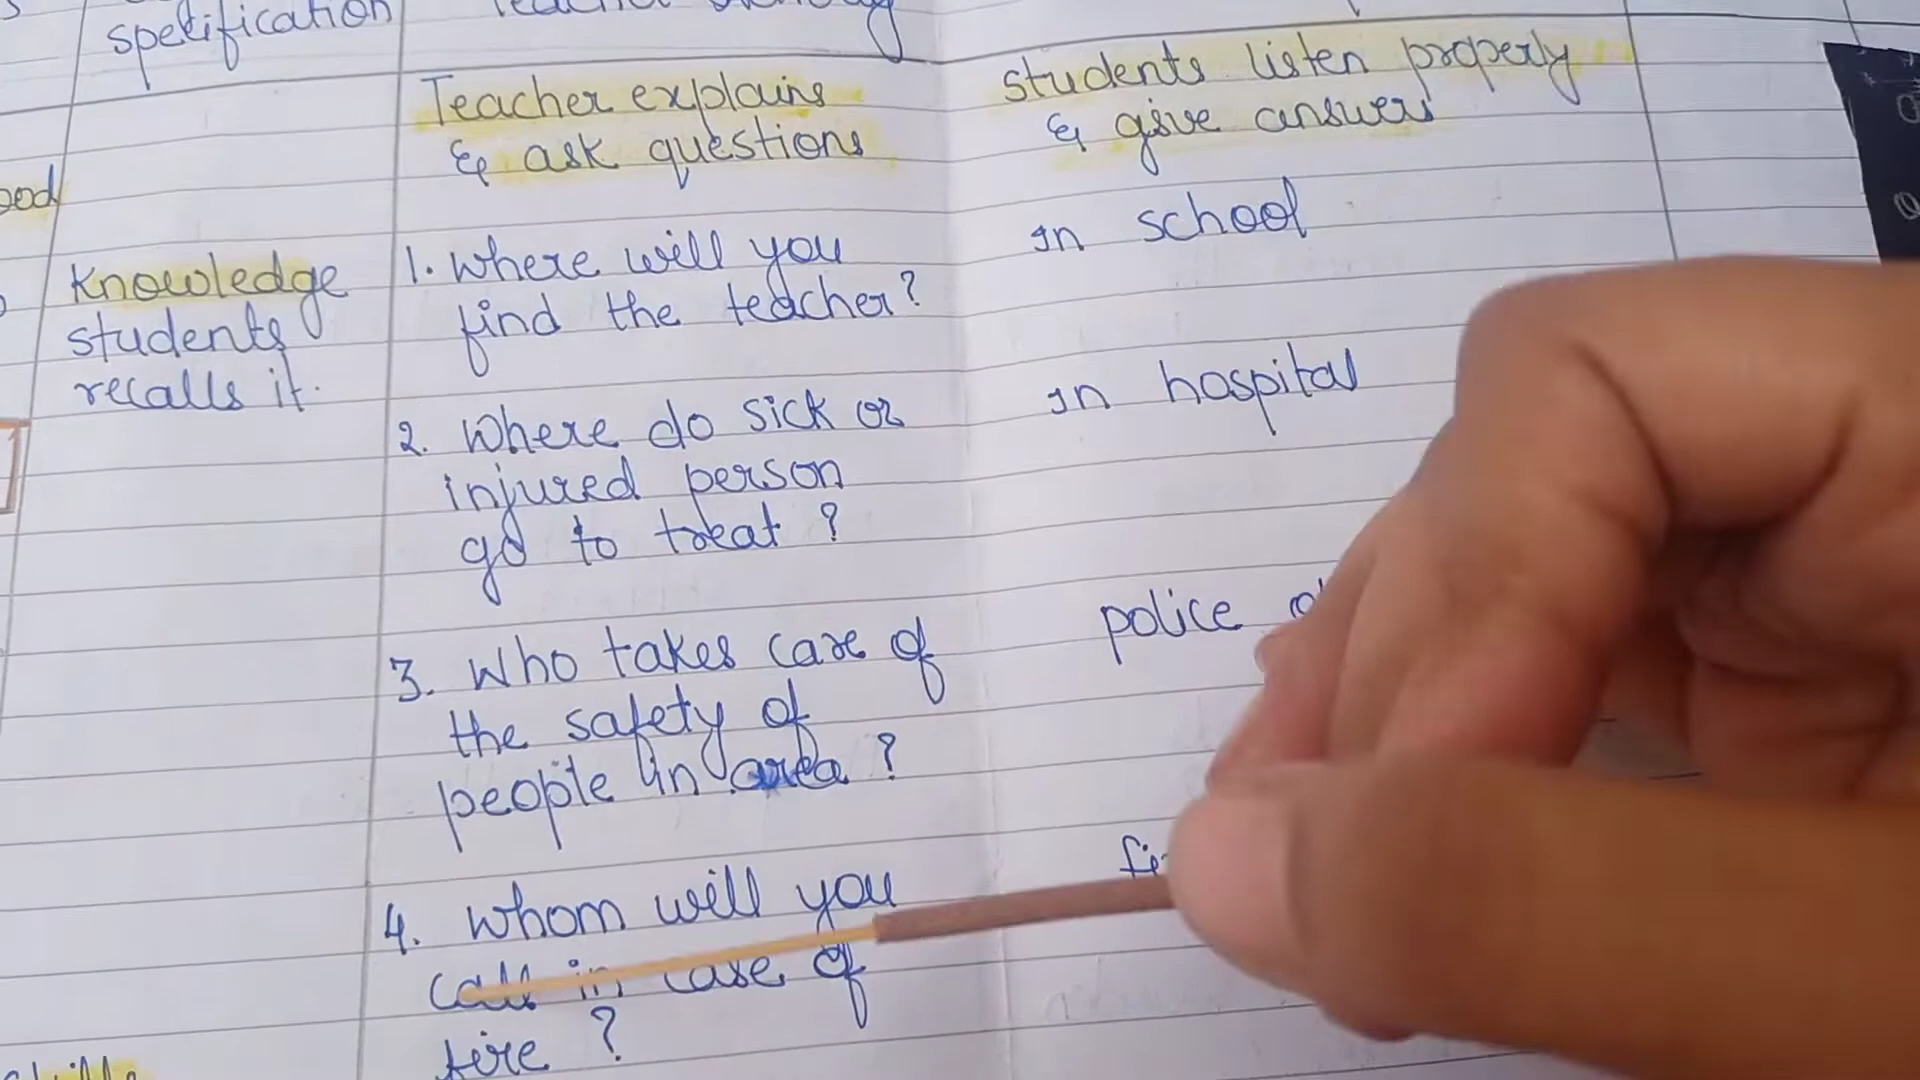 spetification
Teacher explains
& ask questions
students listen properly
& give answers
Knowledge
students
recalls it.
1. Where will you
find the teacher?
In school
2. Where do sick or
injured person
go to treat ?
In hospital
3. Who takes care of
the safety of
people in area ?
police
4. Whom will you
call in case of
fire ?